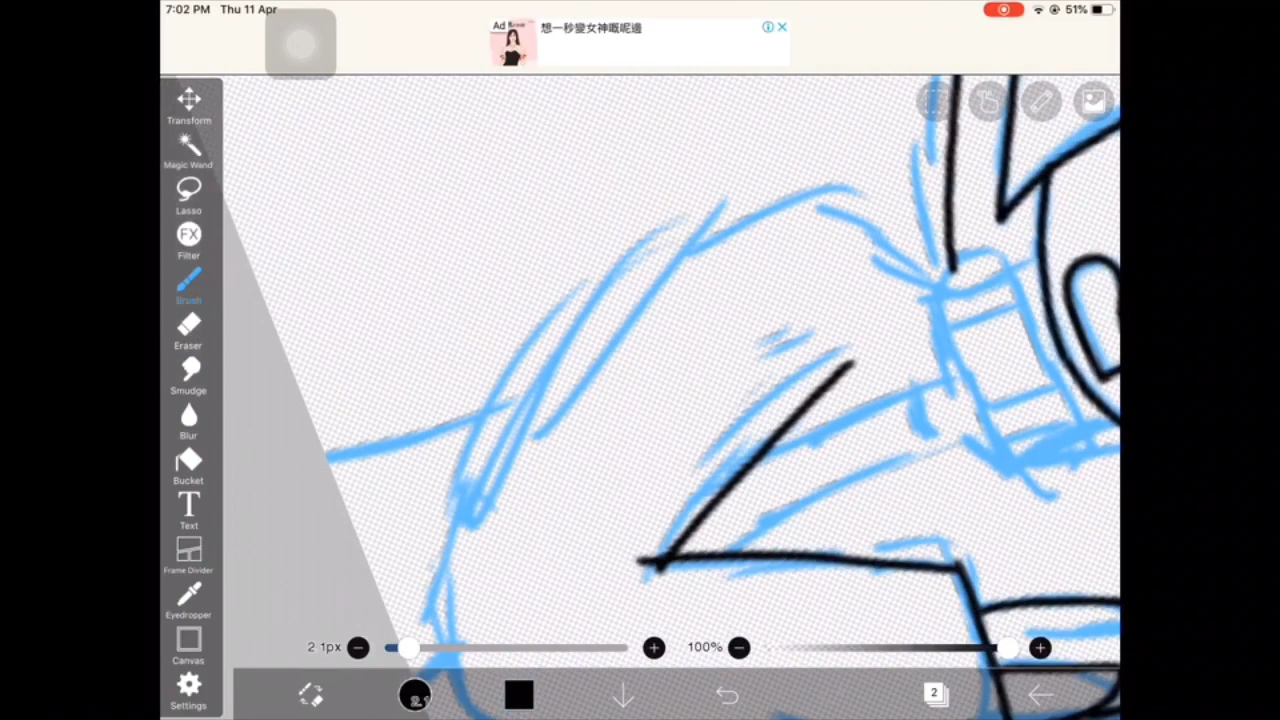 7:02 PM Thu 11 Apr
51%
Ad
想一秒變女神嘅呢邊
Transform
Magic Wand
Lasso
FX
Filter
Brush
Eraser
Smudge
Blur
Bucket
T
Text
Frame Divider
Eyedropper
Canvas
Settings
2 1px
100%
2